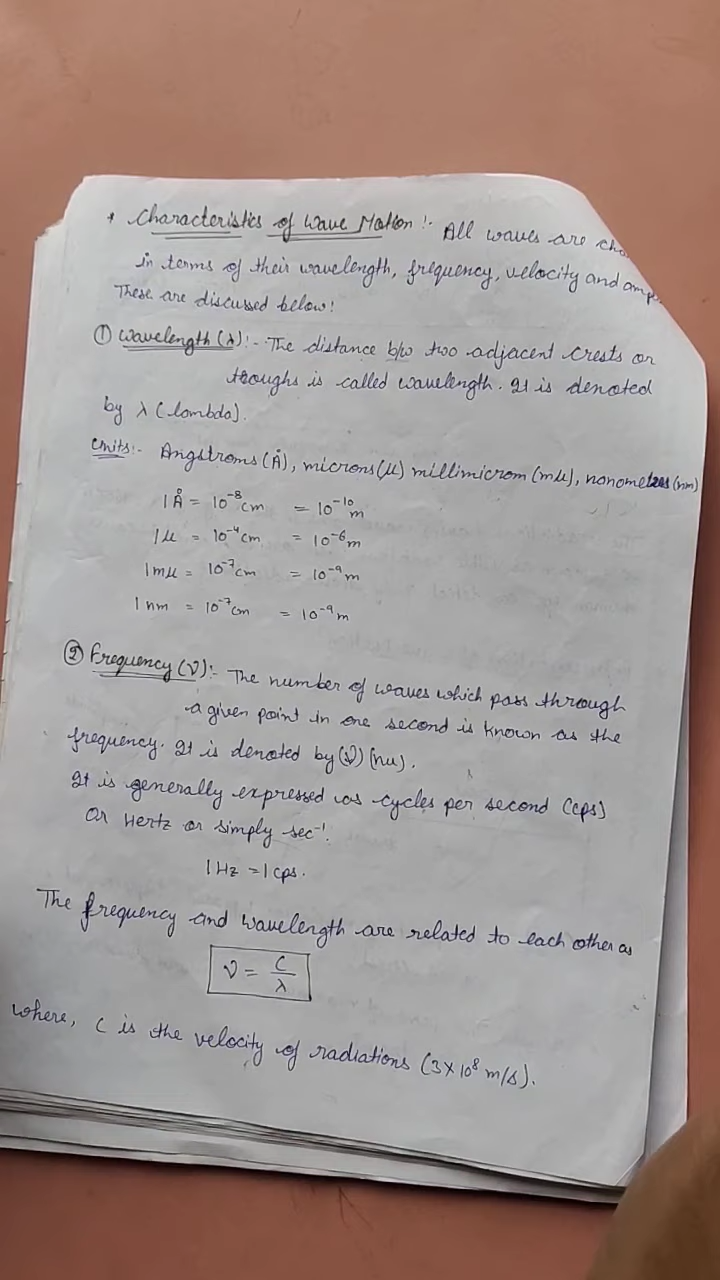 * Characteristics of Wave Motion :- All waves are
in terms of their wavelength, frequency, velocity and
These are discussed below:
① Wavelength (λ) :- The distance b/w two adjacent crests or
troughs is called wavelength. It is denoted
by λ (lambda).
Units:- Angstroms (Å), microns (μ) millimicrom (mμ), nonometres (nm)
1 Å = 10⁻⁸ cm = 10⁻¹⁰ m
1 μ = 10⁻⁴ cm = 10⁻⁶ m
1 mμ = 10⁻⁷ cm = 10⁻⁹ m
1 nm = 10⁻⁷ cm = 10⁻⁹ m
② Frequency (ν) :- The number of waves which pass through
a given point in one second is known as the
frequency. It is denoted by (ν) (nu).
It is generally expressed as cycles per second (cps)
or Hertz or simply sec⁻¹.
1 Hz = 1 cps.
The frequency and wavelength are related to each other as
ν = C / λ
where, C is the velocity of radiations (3 × 10⁸ m/s).